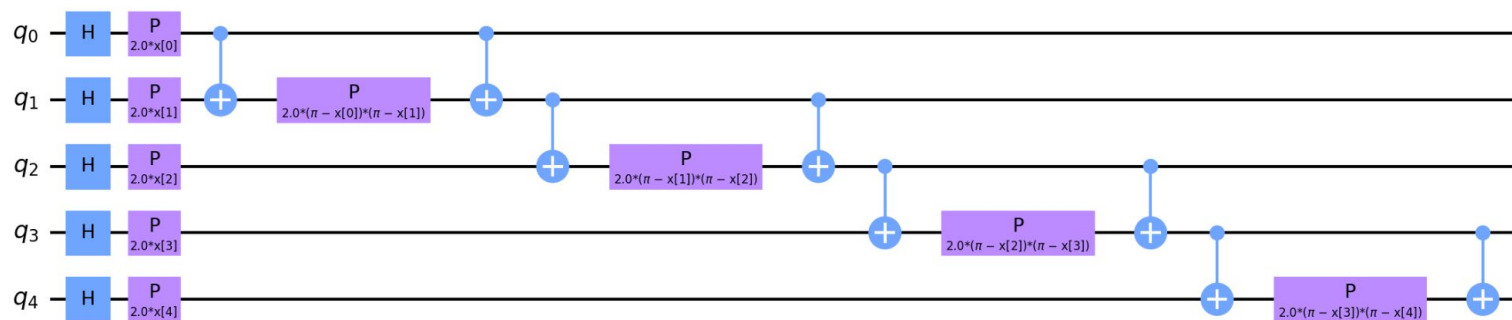 q0 H P
2.0*x[0]
q1 H P P
2.0*x[1] 2.0*(π − x[0])*(π − x[1])
q2 H P P
2.0*x[2] 2.0*(π − x[1])*(π − x[2])
q3 H P P
2.0*x[3] 2.0*(π − x[2])*(π − x[3])
q4 H P P
2.0*x[4] 2.0*(π − x[3])*(π − x[4])